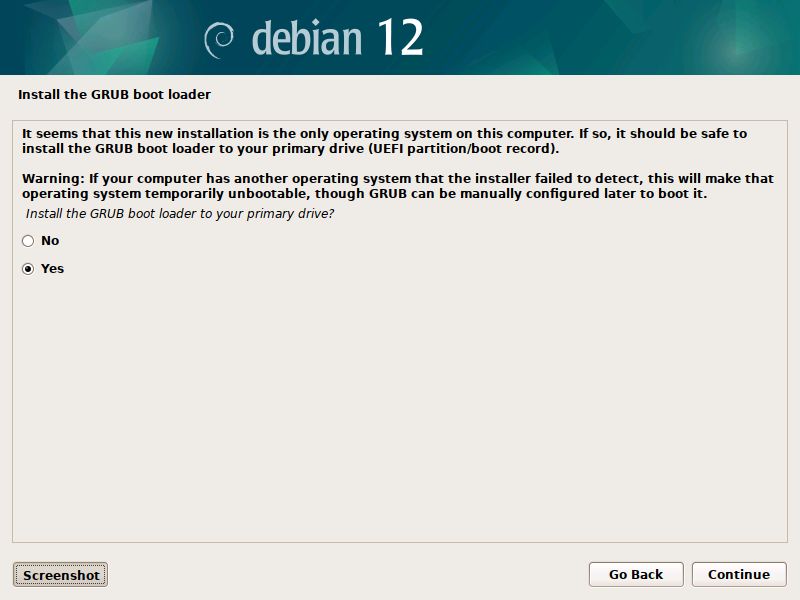 debian 12
Install the GRUB boot loader
It seems that this new installation is the only operating system on this computer. If so, it should be safe to
install the GRUB boot loader to your primary drive (UEFI partition/boot record).
Warning: If your computer has another operating system that the installer failed to detect, this will make that
operating system temporarily unbootable, though GRUB can be manually configured later to boot it.
Install the GRUB boot loader to your primary drive?
No
Yes
Screenshot
Go Back
Continue